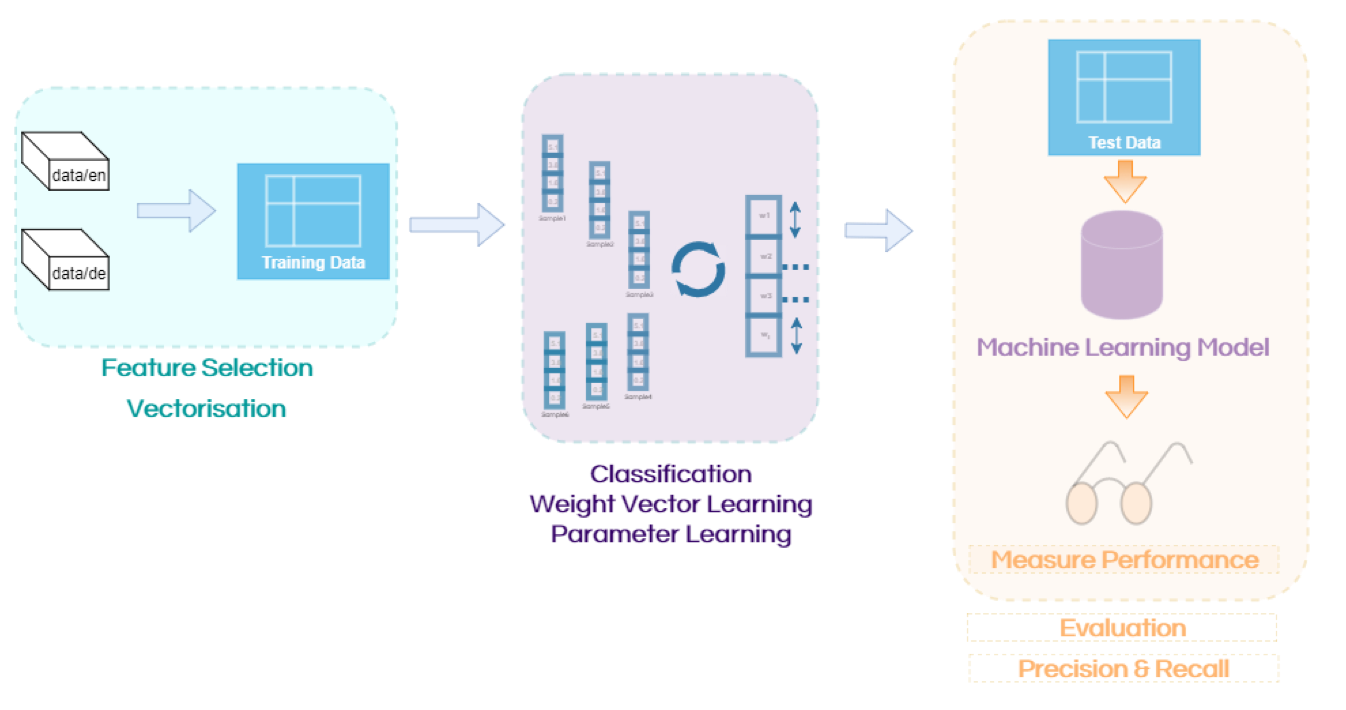 data/en
data/de
Training Data
Feature Selection
Vectorisation
Sample1
Sample2
Sample3
Sample6
Sample5
Sample4
w1
w2
w3
Classification
Weight Vector Learning
Parameter Learning
Test Data
Machine Learning Model
Measure Performance
Evaluation
Precision & Recall